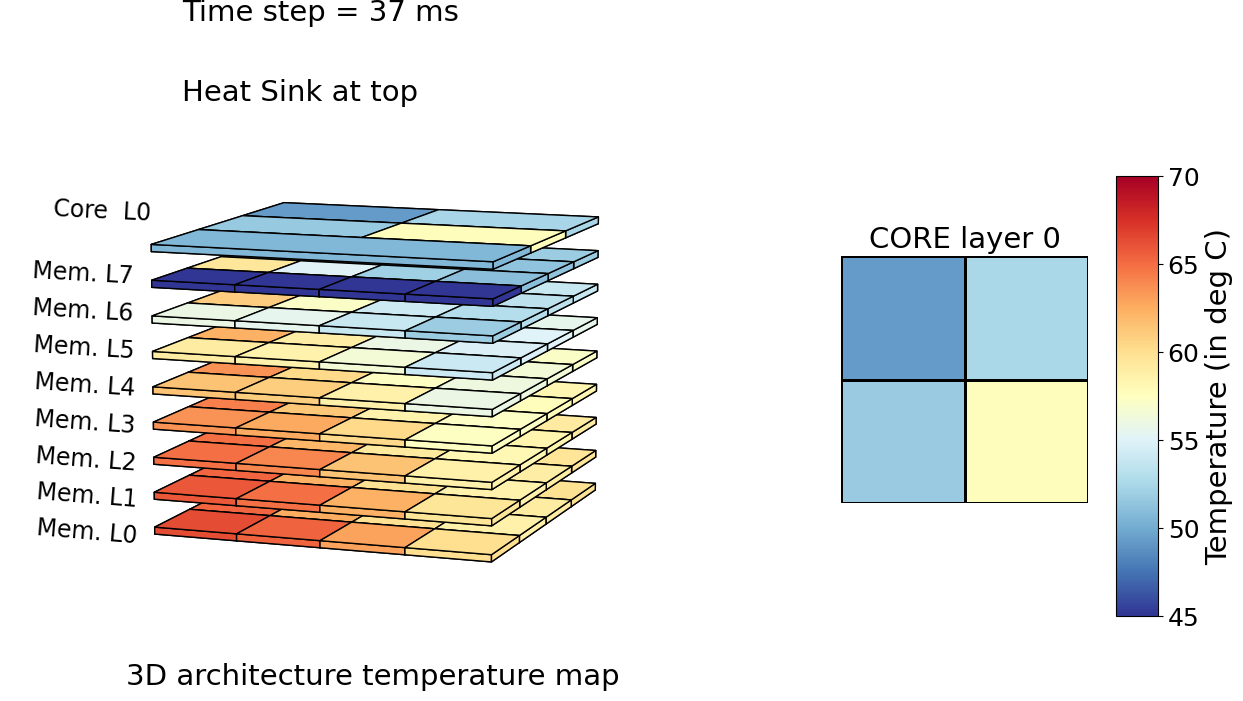 Time step = 37 ms
Heat Sink at top
Core  L0
Mem. L7
Mem. L6
Mem. L5
Mem. L4
Mem. L3
Mem. L2
Mem. L1
Mem. L0
3D architecture temperature map
CORE layer 0
70
65
60
55
50
45
Temperature (in deg C)